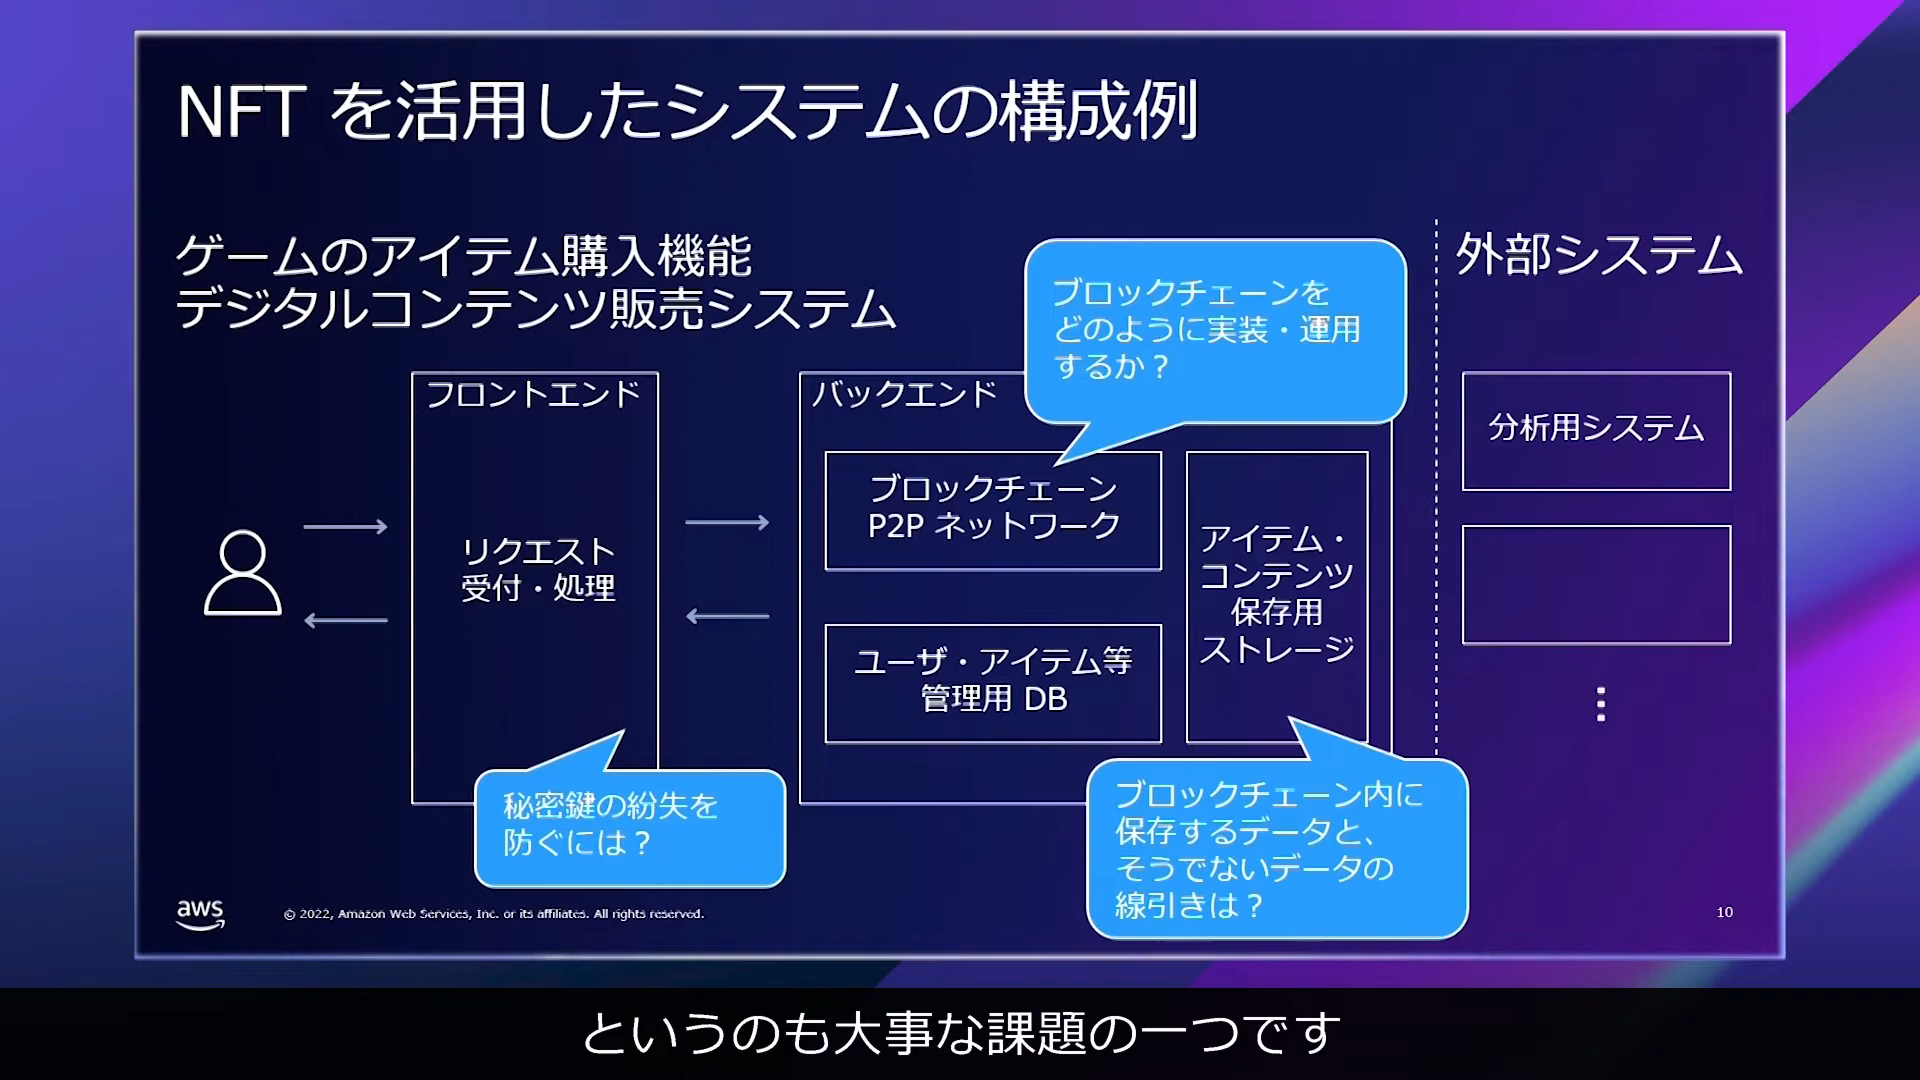 NFT を活用したシステムの構成例
ゲームのアイテム購入機能
デジタルコンテンツ販売システム
外部システム
ブロックチェーンを
どのように実装・運用
するか？
フロントエンド
リクエスト
受付・処理
バックエンド
ブロックチェーン
P2P ネットワーク
ユーザ・アイテム等
管理用 DB
アイテム・
コンテンツ
保存用
ストレージ
分析用システム
秘密鍵の紛失を
防ぐには？
ブロックチェーン内に
保存するデータと、
そうでないデータの
線引きは？
aws
© 2022, Amazon Web Services, Inc. or its affiliates. All rights reserved.
10
というのも大事な課題の一つです